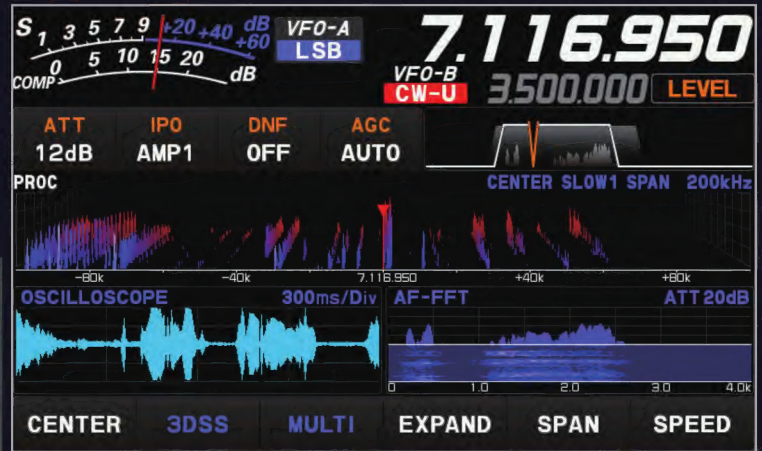 S 1 3 5 7 9 +20 +40 +60 dB
COMP 0 5 10 15 20 dB
VFO-A
LSB
7.116.950
VFO-B
CW-U
3.500.000
LEVEL
ATT IPO DNF AGC
12dB AMP1 OFF AUTO
PROC
CENTER SLOW1 SPAN 200kHz
-80k -40k 7.116.950 +40k +80k
OSCILLOSCOPE 300ms/Div
AF-FFT ATT 20dB
0 1.0 2.0 3.0 4.0k
CENTER 3DSS MULTI EXPAND SPAN SPEED